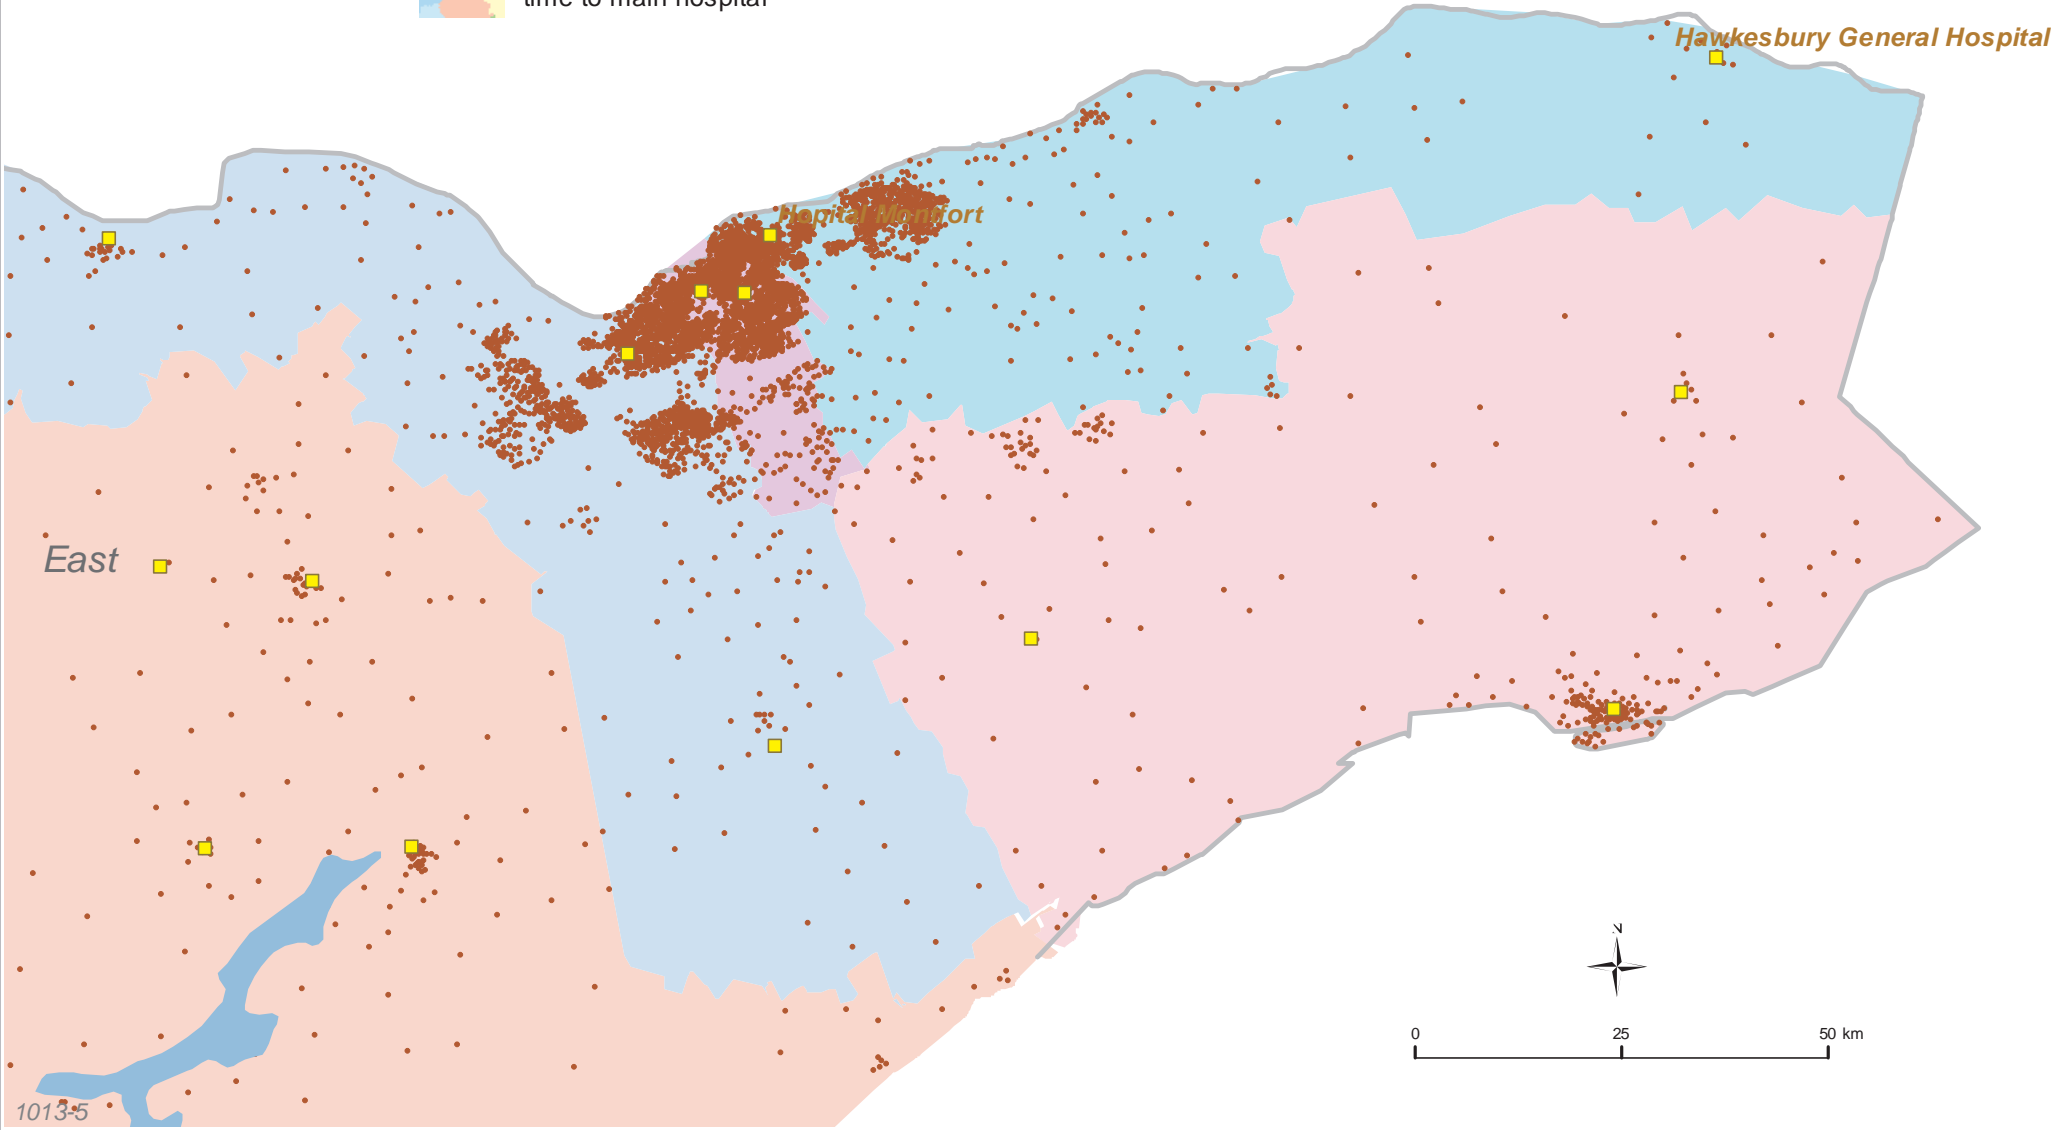 time to main hospital
Hawkesbury General Hospital
Hopital Montfort
East
N
0 25 50 km
1013-5